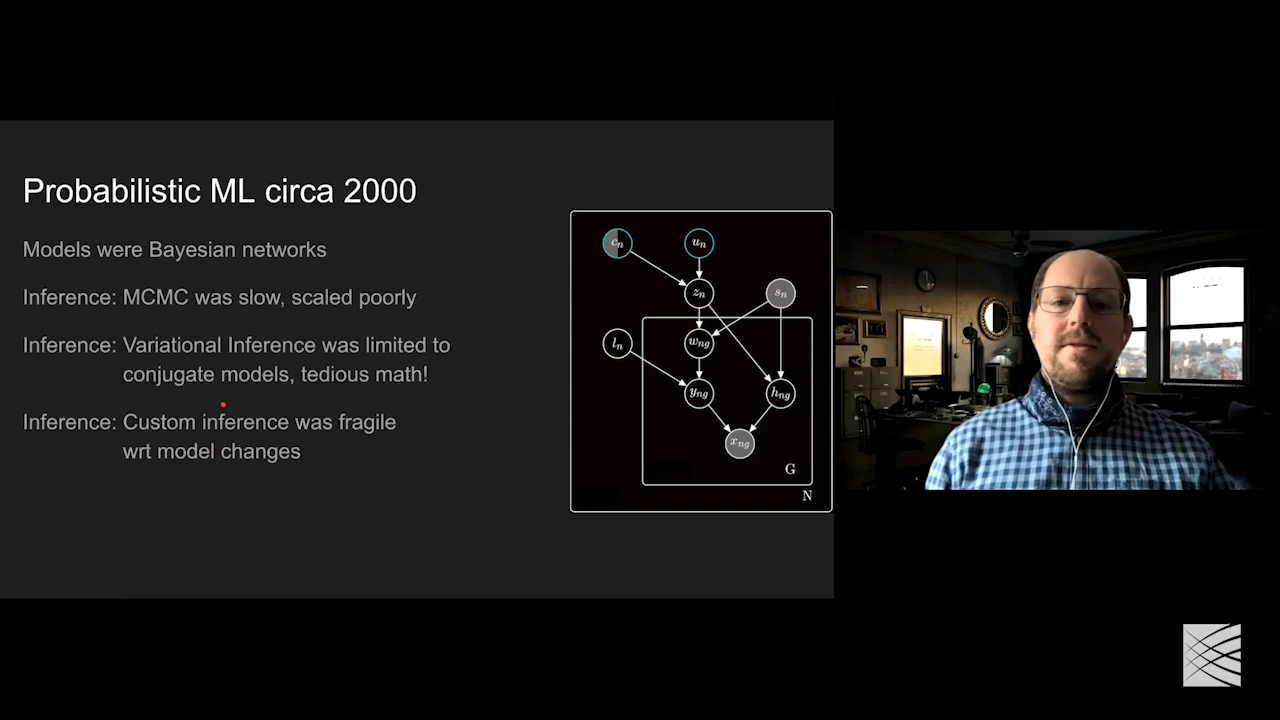 Probabilistic ML circa 2000
Models were Bayesian networks
Inference: MCMC was slow, scaled poorly
Inference: Variational Inference was limited to
conjugate models, tedious math!
Inference: Custom inference was fragile
wrt model changes
cₙ uₙ
zₙ sₙ
lₙ wₙg
yₙg hₙg
xₙg
G
N